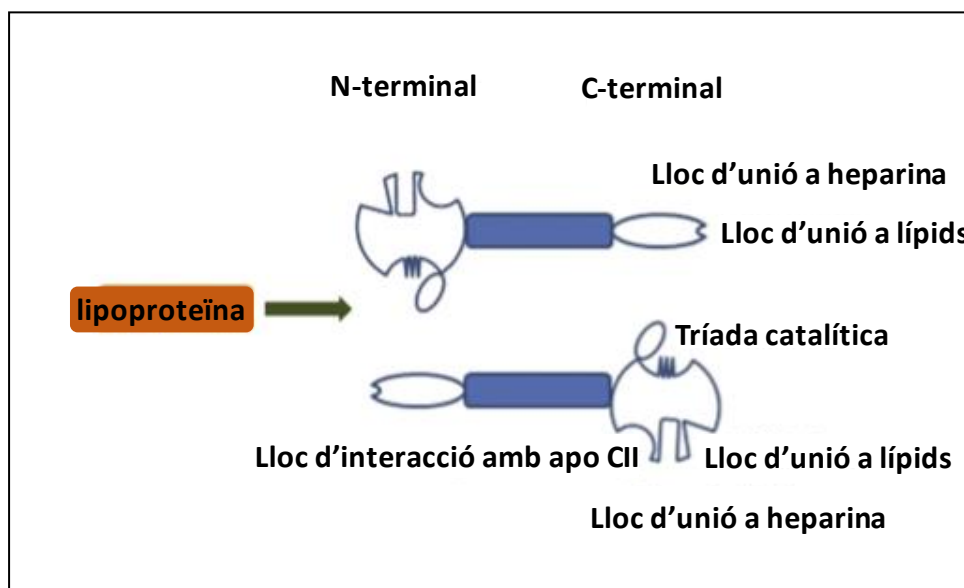 N-terminal
C-terminal
Lloc d’unió a heparina
Lloc d’unió a lípids
lipoproteïna
Tríada catalítica
Lloc d’interacció amb apo CII
Lloc d’unió a lípids
Lloc d’unió a heparina